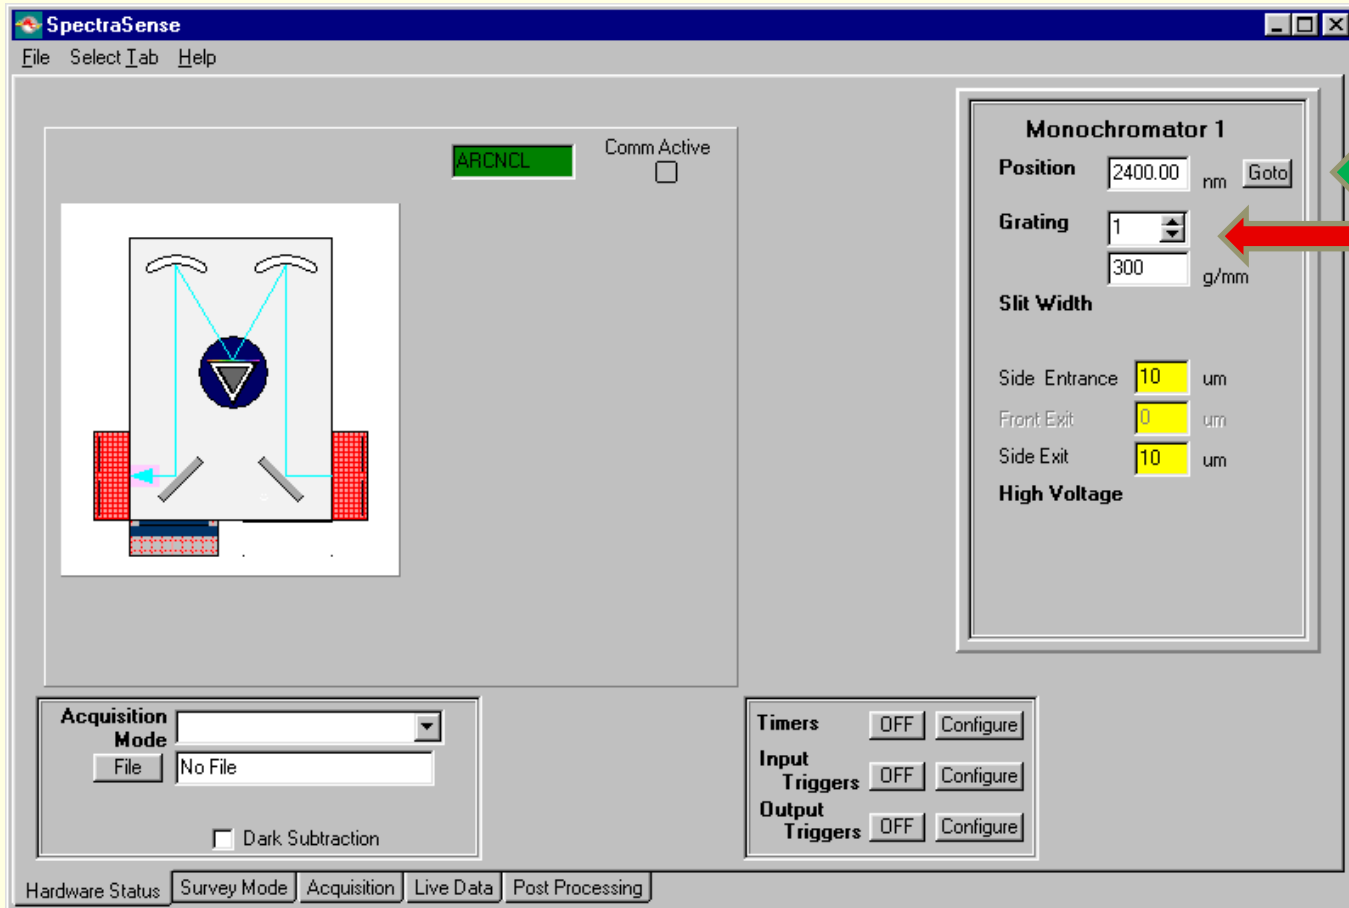 SpectraSense
File Select Tab Help
ARCNCL
Comm Active
Monochromator 1
Position 2400.00 nm Goto
Grating 1
300 g/mm
Slit Width
Side Entrance 10 um
Front Exit 0 um
Side Exit 10 um
High Voltage
Acquisition
Mode
File No File
Dark Subtraction
Timers OFF Configure
Input
Triggers OFF Configure
Output
Triggers OFF Configure
Hardware Status Survey Mode Acquisition Live Data Post Processing